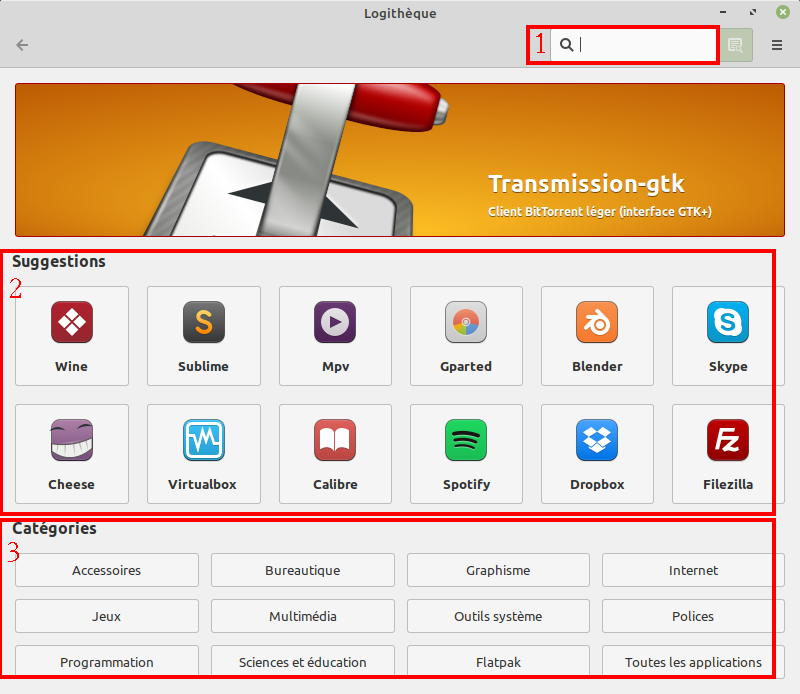 Logithèque
1
Transmission-gtk
Client BitTorrent léger (interface GTK+)
Suggestions
2
Wine Sublime Mpv Gparted Blender Skype
Cheese Virtualbox Calibre Spotify Dropbox Filezilla
Catégories
3
Accessoires Bureautique Graphisme Internet
Jeux Multimédia Outils système Polices
Programmation Sciences et éducation Flatpak Toutes les applications